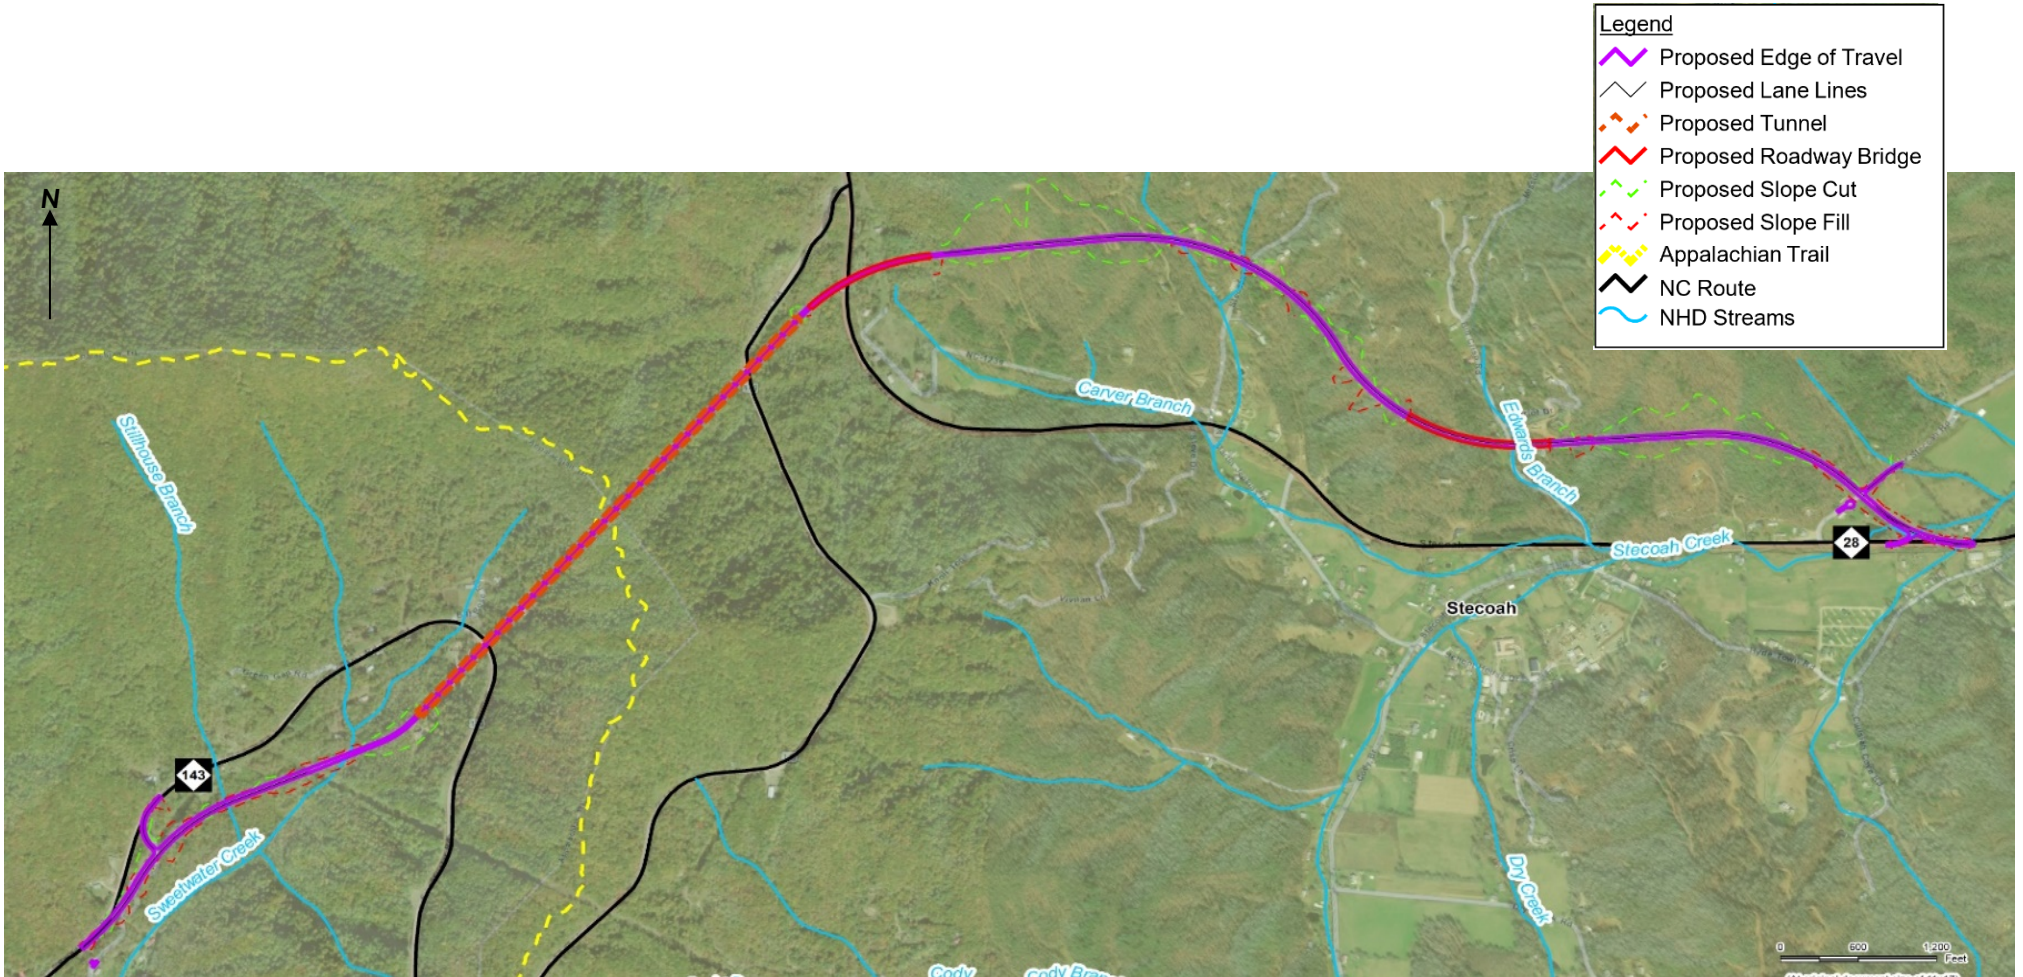 Legend
Proposed Edge of Travel
Proposed Lane Lines
Proposed Tunnel
Proposed Roadway Bridge
Proposed Slope Cut
Proposed Slope Fill
Appalachian Trail
NC Route
NHD Streams
N
Carver Branch
Stillhouse Branch
Edwards Branch
Stecoah Creek
28
Stecoah
143
Sweetwater Creek
Dry Creek
0 600 1,200
Feet
Cody